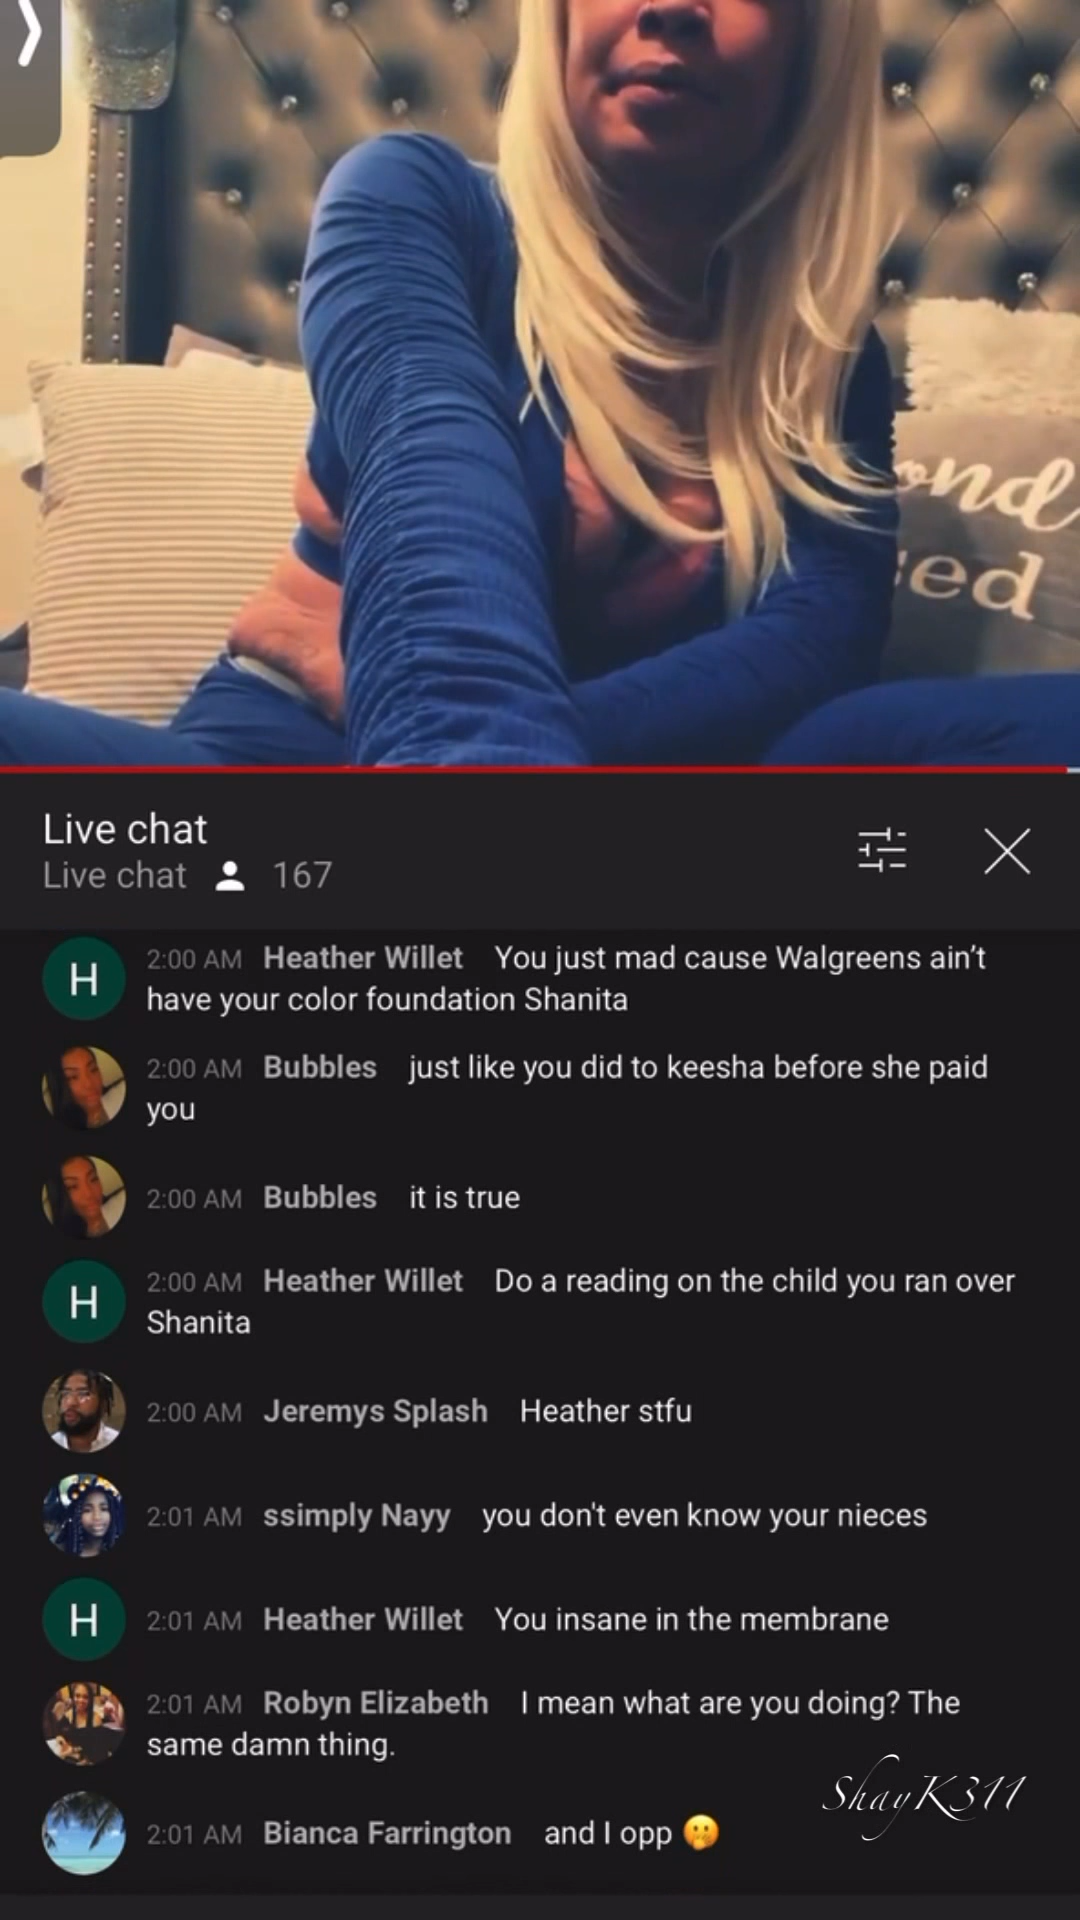 ond
sed
Live chat
Live chat 167
H 2:00 AM Heather Willet You just mad cause Walgreens ain’t
have your color foundation Shanita
2:00 AM Bubbles just like you did to keesha before she paid
you
2:00 AM Bubbles it is true
H 2:00 AM Heather Willet Do a reading on the child you ran over
Shanita
2:00 AM Jeremys Splash Heather stfu
2:01 AM ssimply Nayy you don't even know your nieces
H 2:01 AM Heather Willet You insane in the membrane
2:01 AM Robyn Elizabeth I mean what are you doing? The
same damn thing.
ShayK311
2:01 AM Bianca Farrington and I opp 🤭